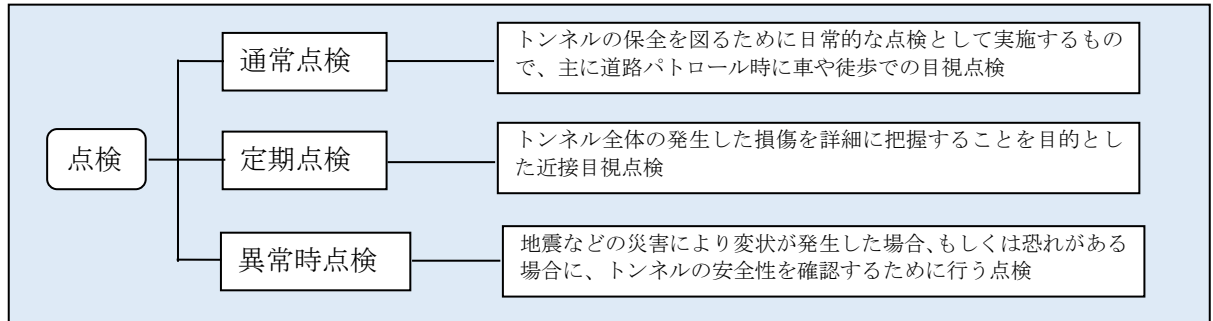 点検
通常点検
トンネルの保全を図るために日常的な点検として実施するもの
で、主に道路パトロール時に車や徒歩での目視点検
定期点検
トンネル全体の発生した損傷を詳細に把握することを目的とし
た近接目視点検
異常時点検
地震などの災害により変状が発生した場合、もしくは恐れがある
場合に、トンネルの安全性を確認するために行う点検